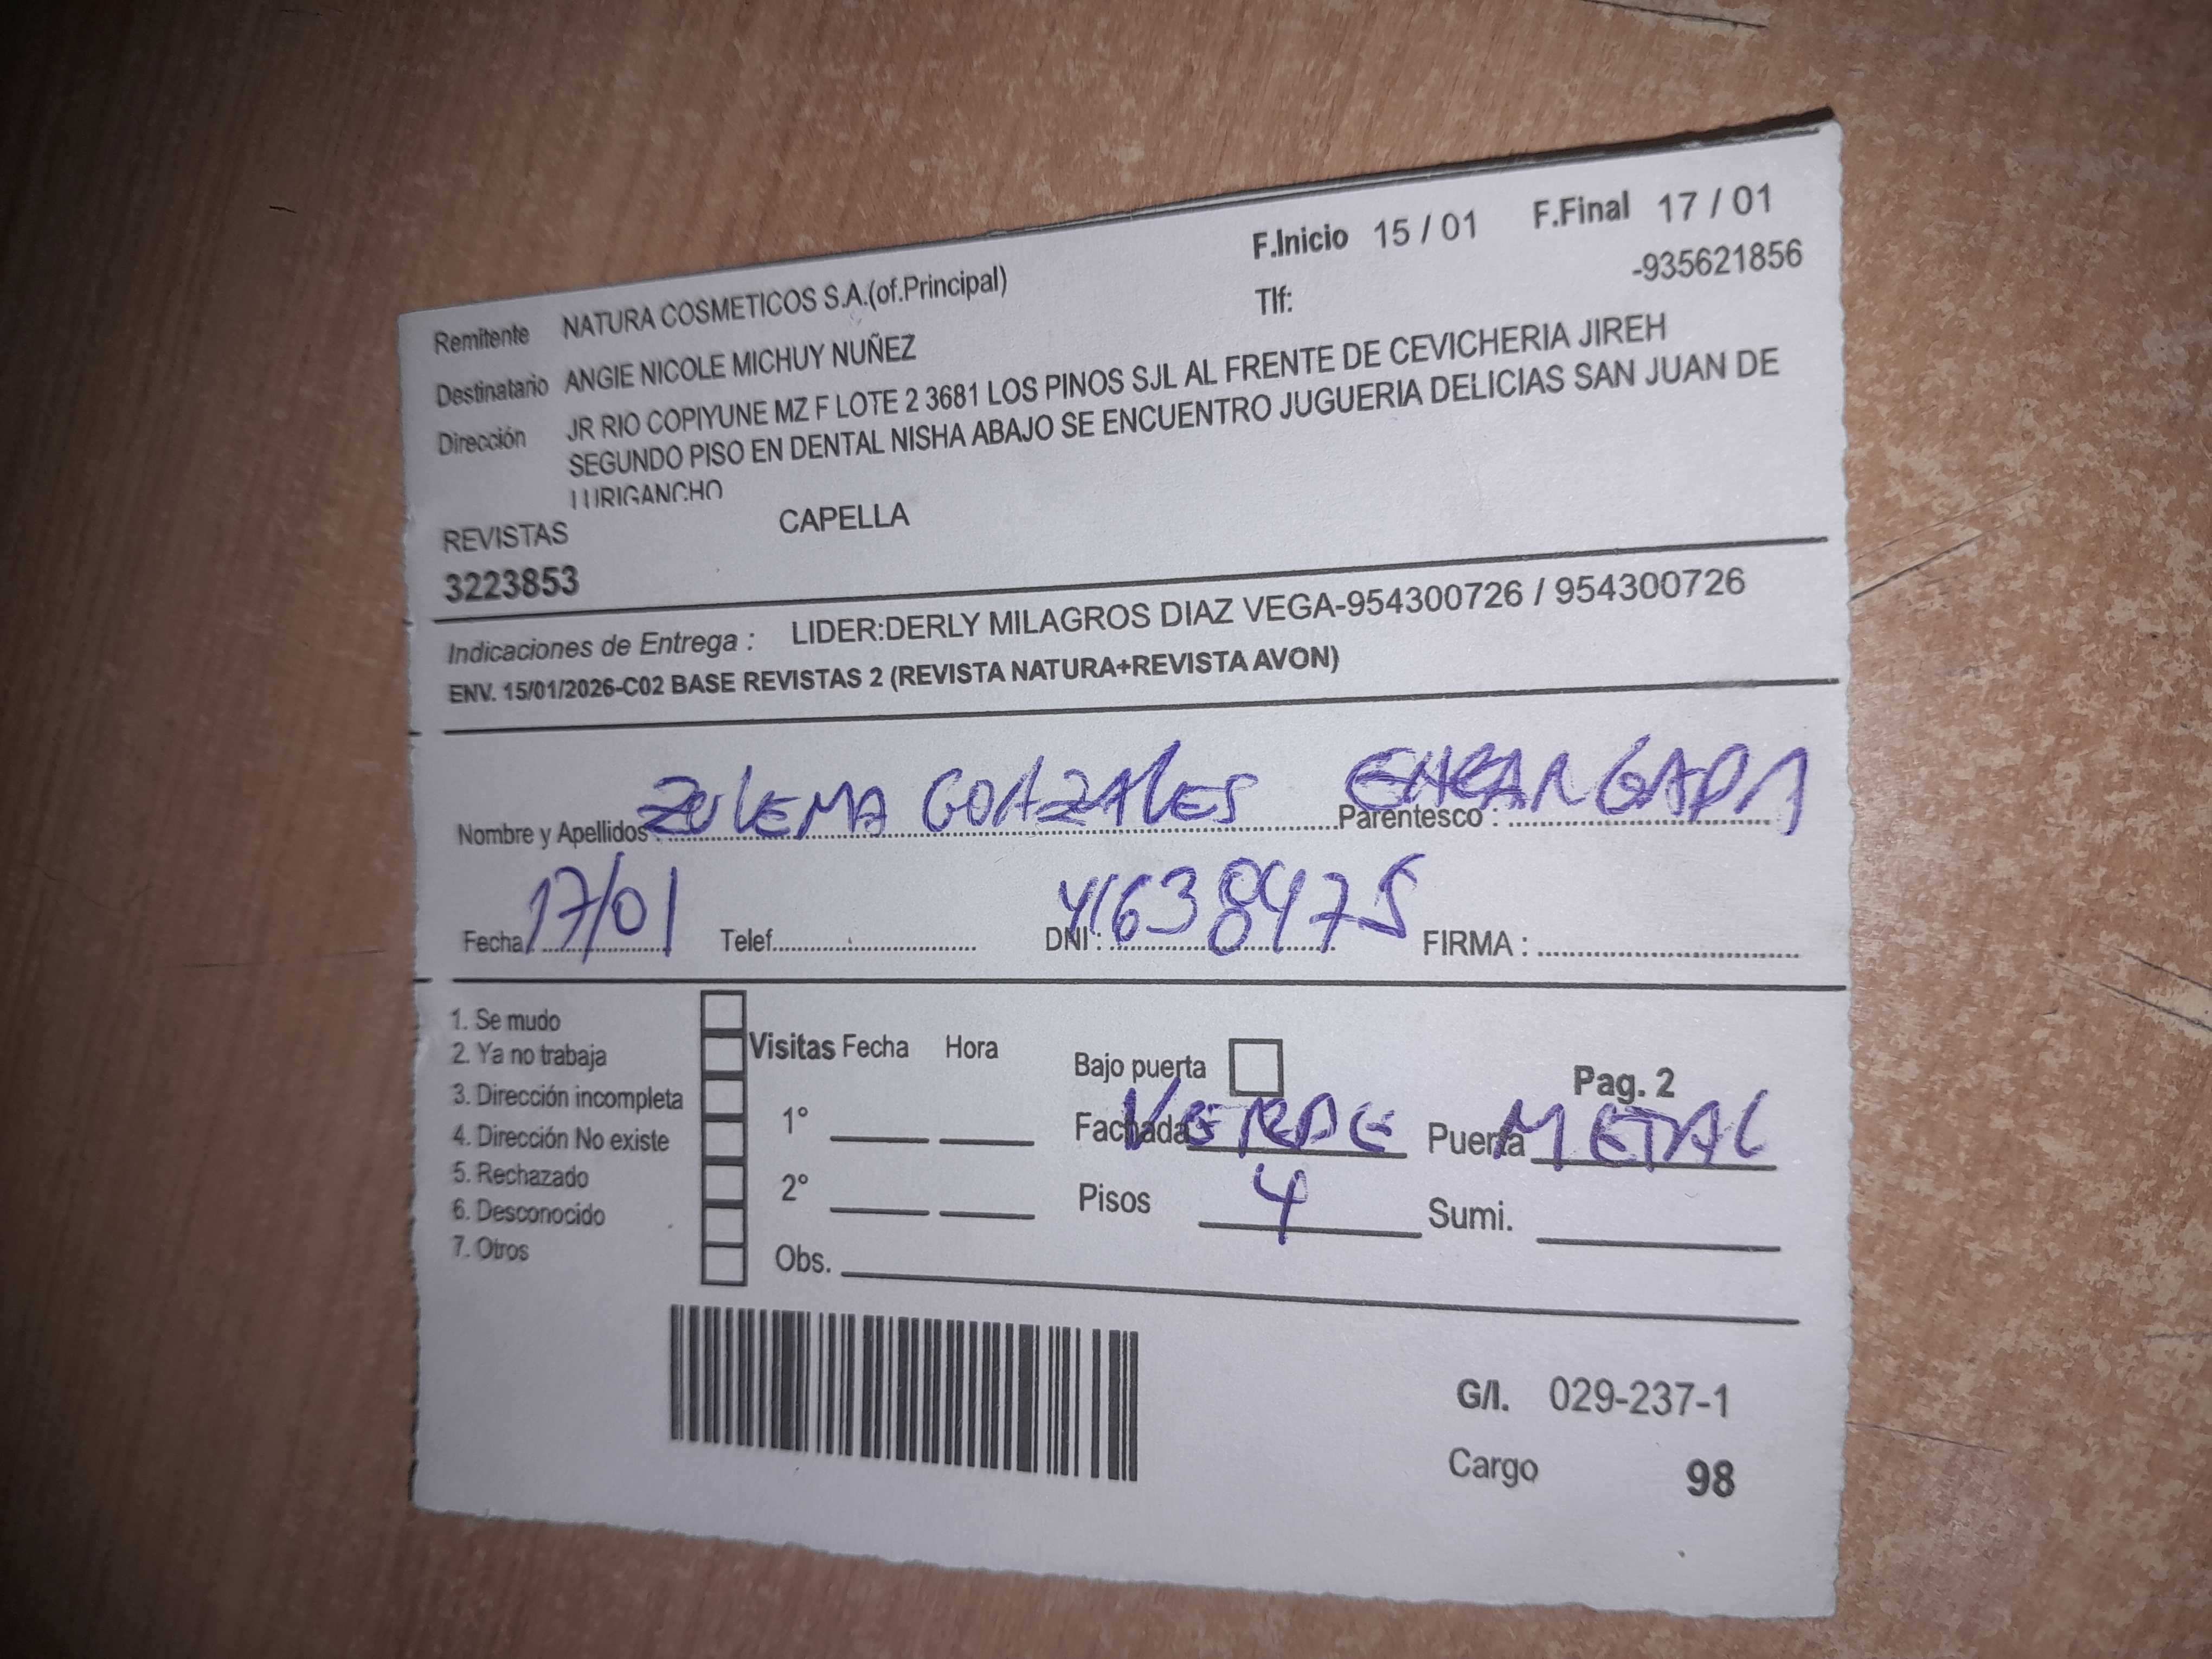 F.Inicio 15 / 01 F.Final 17 / 01
Remitente NATURA COSMETICOS S.A.(of.Principal) Tlf: -935621856
Destinatario ANGIE NICOLE MICHUY NUÑEZ
Dirección JR RIO COPIYUNE MZ F LOTE 2 3681 LOS PINOS SJL AL FRENTE DE CEVICHERIA JIREH
SEGUNDO PISO EN DENTAL NISHA ABAJO SE ENCUENTRO JUGUERIA DELICIAS SAN JUAN DE
LURIGANCHO
REVISTAS CAPELLA
3223853
Indicaciones de Entrega : LIDER:DERLY MILAGROS DIAZ VEGA-954300726 / 954300726
ENV. 15/01/2026-C02 BASE REVISTAS 2 (REVISTA NATURA+REVISTA AVON)
Nombre y Apellidos : ZULEMA GONZALES Parentesco : ENCARGADA
Fecha 17/01 Telef. DNI : 41638475 FIRMA :
1. Se mudo
2. Ya no trabaja Visitas Fecha Hora Bajo puerta Pag. 2
3. Dirección incompleta
4. Dirección No existe 1° Fachada VERDE Puerta METAL
5. Rechazado
6. Desconocido 2° Pisos 4 Sumi.
7. Otros Obs.
G/I. 029-237-1
Cargo 98